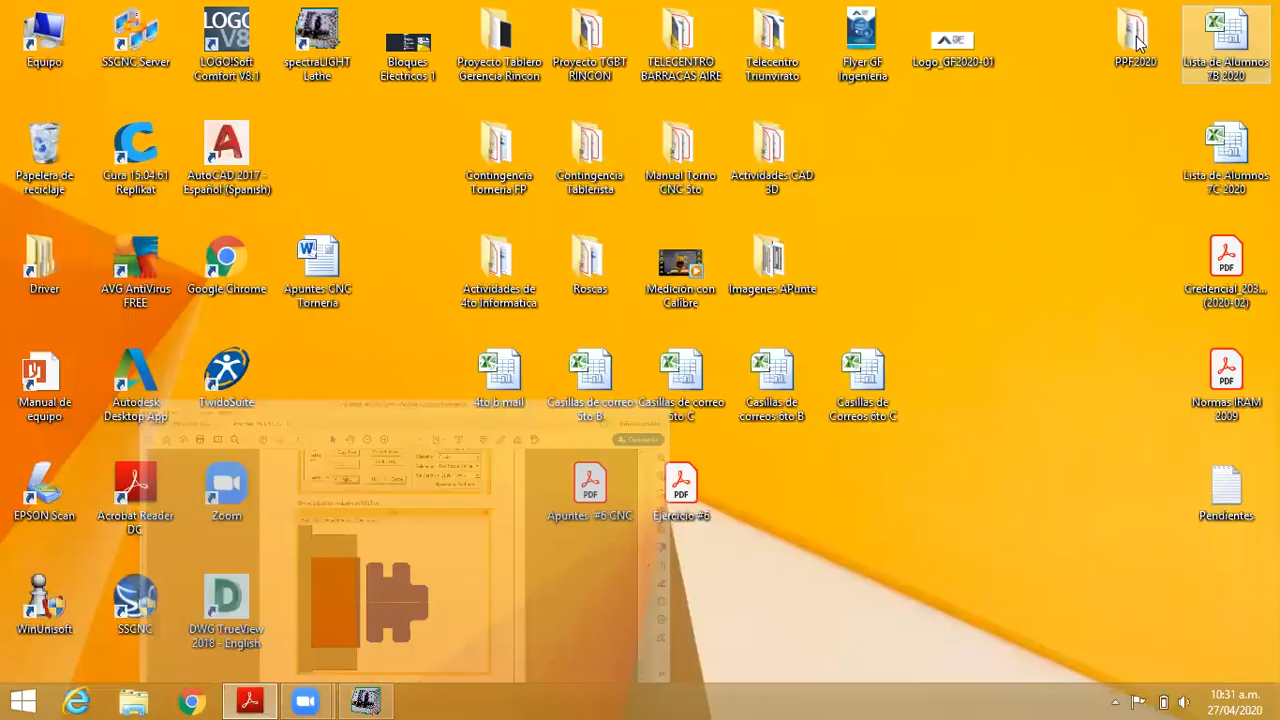 Equipo
SSCNC Server
LOGO!Soft
Comfort V8.1
spectraLIGHT
Lathe
Bloques
Electricos 1
Proyecto Tablero
Gerencia Rincon
Proyecto TGBT
RINCON
TELECENTRO
BARRACAS AIRE
Telecentro
Triunvirato
Flyer GF
Ingenieria
Logo_GF2020-01
PPF2020
Lista de Alumnos
7B 2020
Papelera de
reciclaje
Cura 15.04.61
Replikat
AutoCAD 2017 -
Español (Spanish)
Contingencia
Torneria FP
Contingencia
Tablerista
Manual Torno
CNC 5to
Actividades CAD
3D
Lista de Alumnos
7C 2020
Driver
AVG AntiVirus
FREE
Google Chrome
Apuntes CNC
Torneria
Actividades de
4to Informatica
Roscas
Medición con
Calibre
Imagenes APunte
Credencial_203...
(2020-02)
Manual de
equipo
Autodesk
Desktop App
TwidoSuite
4to b mail
Casillas de correo
5to B
Casillas de correo
5to C
Casillas de
correos 6to B
Casillas de
Correos 6to C
Normas IRAM
2009
EPSON Scan
Acrobat Reader
DC
Zoom
Apuntes #6 CNC
Ejercicio #6
Pendientes
WinUnisoft
SSCNC
DWG TrueView
2018 - English
10:31 a.m.
27/04/2020